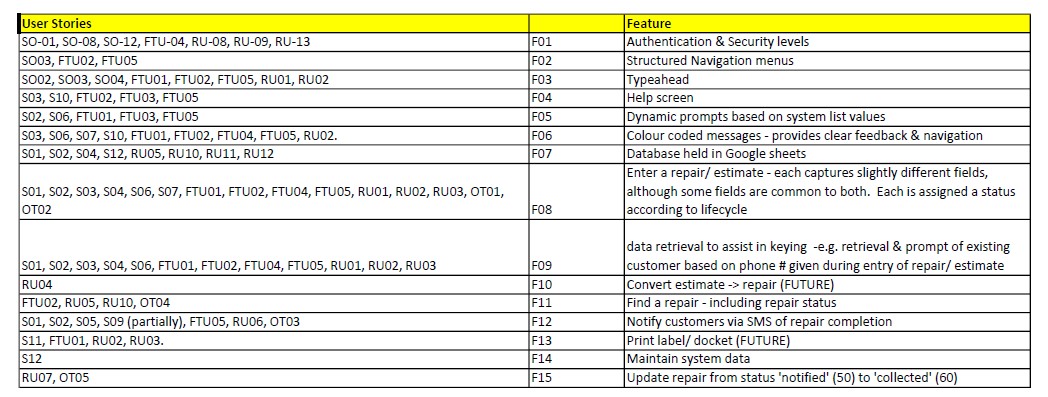 User Stories Feature
SO-01, SO-08, SO-12, FTU-04, RU-08, RU-09, RU-13 F01 Authentication & Security levels
SO03, FTU02, FTU05 F02 Structured Navigation menus
SO02, SO03, SO04, FTU01, FTU02, FTU05, RU01, RU02 F03 Typeahead
S03, S10, FTU02, FTU03, FTU05 F04 Help screen
S02, S06, FTU01, FTU03, FTU05 F05 Dynamic prompts based on system list values
S03, S06, S07, S10, FTU01, FTU02, FTU04, FTU05, RU02. F06 Colour coded messages - provides clear feedback & navigation
S01, S02, S04, S12, RU05, RU10, RU11, RU12 F07 Database held in Google sheets
Enter a repair/ estimate - each captures slightly different fields,
S01, S02, S03, S04, S06, S07, FTU01, FTU02, FTU04, FTU05, RU01, RU02, RU03, OT01, although some fields are common to both.  Each is assigned a status
OT02 F08 according to lifecycle
data retrieval to assist in keying  -e.g. retrieval & prompt of existing
S01, S02, S03, S04, S06, FTU01, FTU02, FTU04, FTU05, RU01, RU02, RU03 F09 customer based on phone # given during entry of repair/ estimate
RU04 F10 Convert estimate -> repair (FUTURE)
FTU02, RU05, RU10, OT04 F11 Find a repair - including repair status
S01, S02, S05, S09 (partially), FTU05, RU06, OT03 F12 Notify customers via SMS of repair completion
S11, FTU01, RU02, RU03. F13 Print label/ docket (FUTURE)
S12 F14 Maintain system data
RU07, OT05 F15 Update repair from status 'notified' (50) to 'collected' (60)